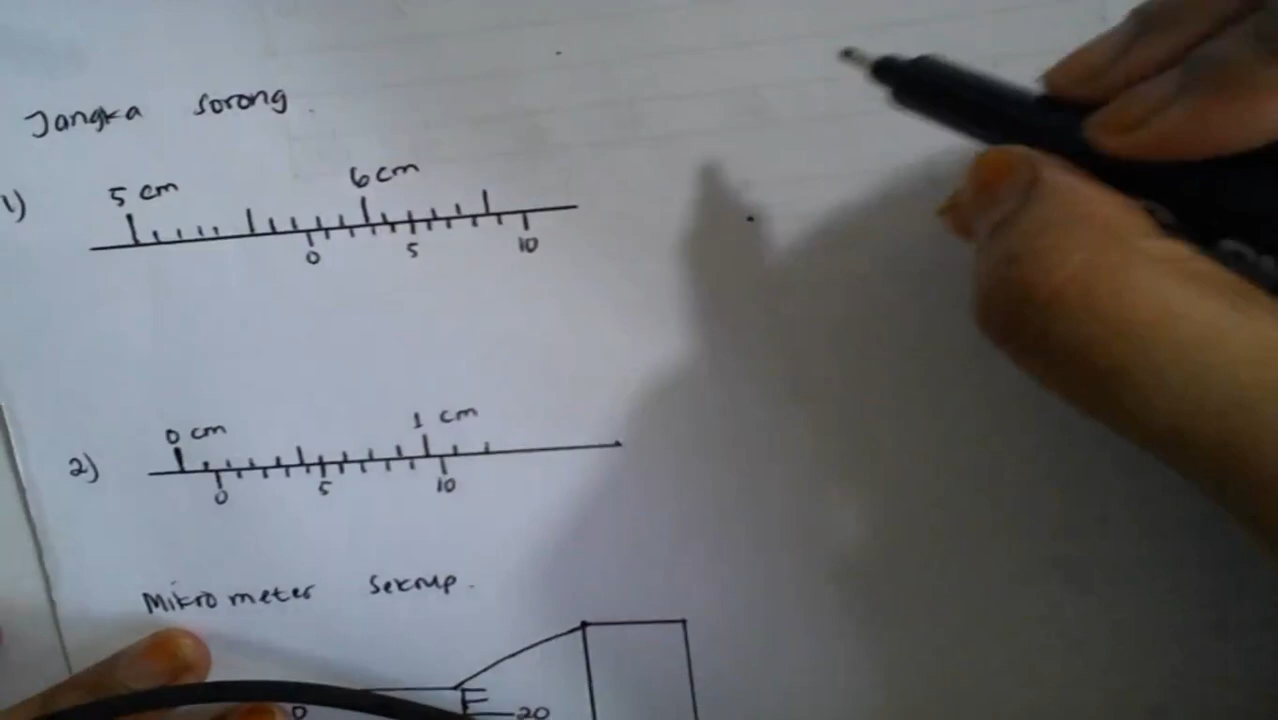 Jangka sorong.
1) 5 cm 6 cm
0 5 10
0 cm 1 cm
2)
0 5 10
Mikrometer sekrup.
0 20